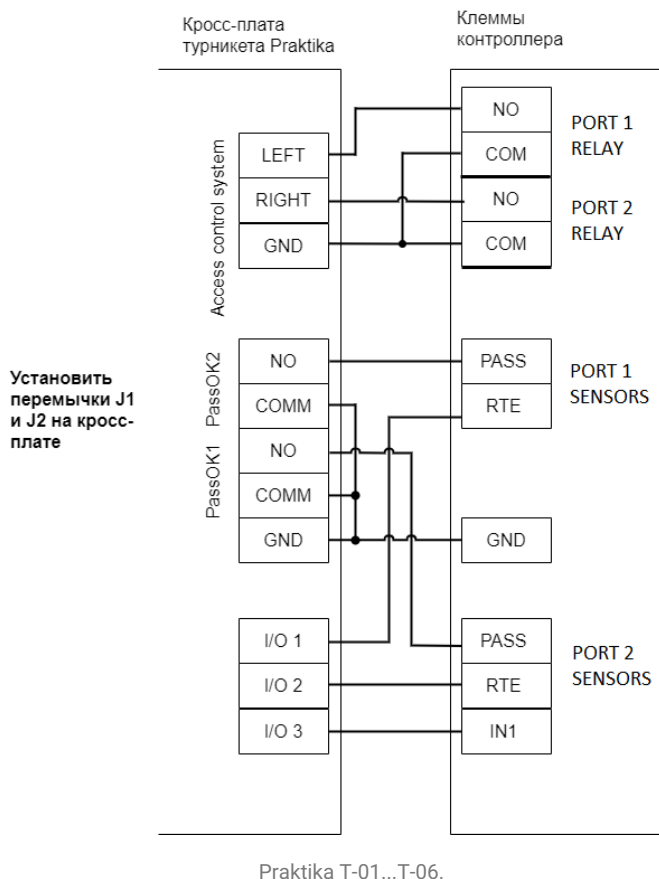 Кросс-плата
турникета Praktika
Клеммы
контроллера
Access control system
LEFT
RIGHT
GND
NO
COM
NO
COM
PORT 1
RELAY
PORT 2
RELAY
Установить
перемычки J1
и J2 на кросс-
плате
PassOK2
PassOK1
NO
COMM
NO
COMM
GND
PASS
RTE
GND
PORT 1
SENSORS
I/O 1
I/O 2
I/O 3
PASS
RTE
IN1
PORT 2
SENSORS
Praktika T-01...T-06.